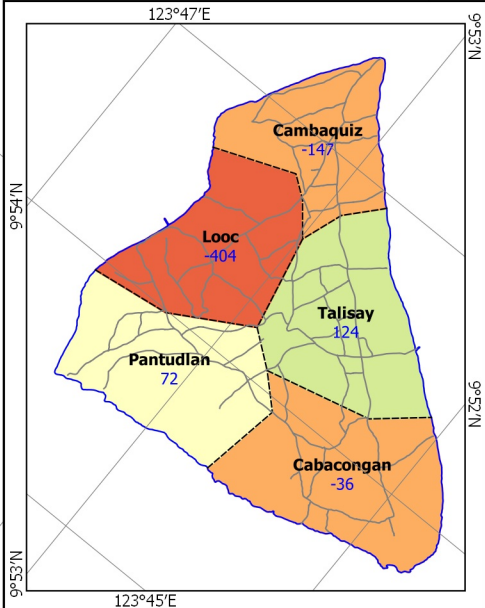 123°47'E
9°53'N
Cambaquiz
-147
9°54'N
Looc
-404
Talisay
124
Pantudlan
72
9°52'N
Cabacongan
-36
9°53'N
123°45'E